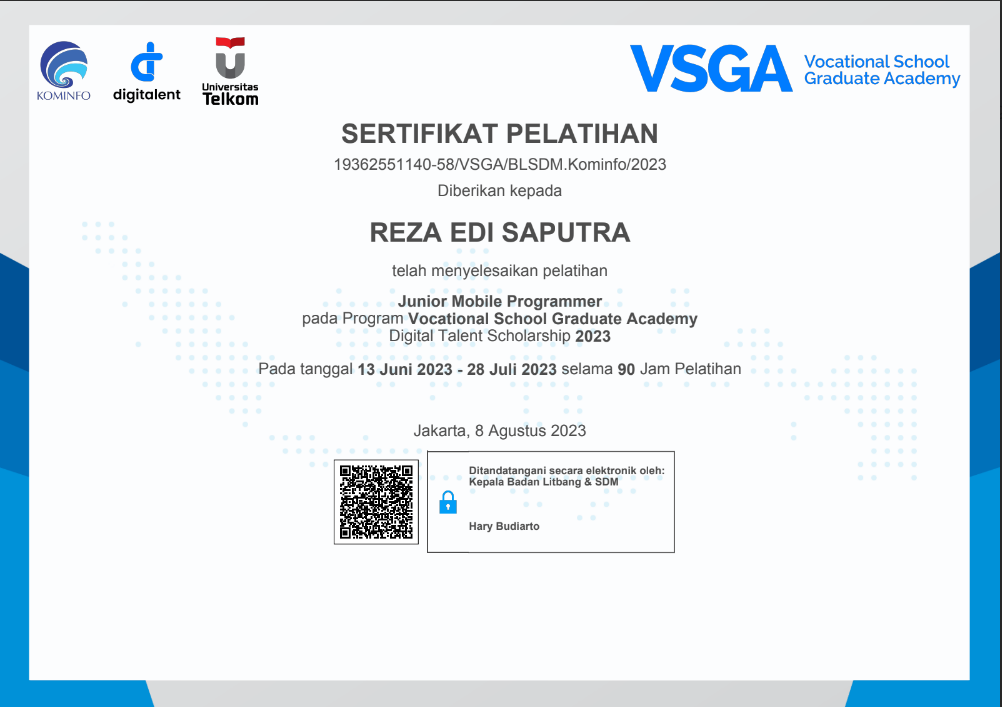 KOMINFO
digitalent
Universitas
Telkom
VSGA
Vocational School
Graduate Academy
SERTIFIKAT PELATIHAN
19362551140-58/VSGA/BLSDM.Kominfo/2023
Diberikan kepada
REZA EDI SAPUTRA
telah menyelesaikan pelatihan
Junior Mobile Programmer
pada Program Vocational School Graduate Academy
Digital Talent Scholarship 2023
Pada tanggal 13 Juni 2023 - 28 Juli 2023 selama 90 Jam Pelatihan
Jakarta, 8 Agustus 2023
Ditandatangani secara elektronik oleh:
Kepala Badan Litbang & SDM
Hary Budiarto